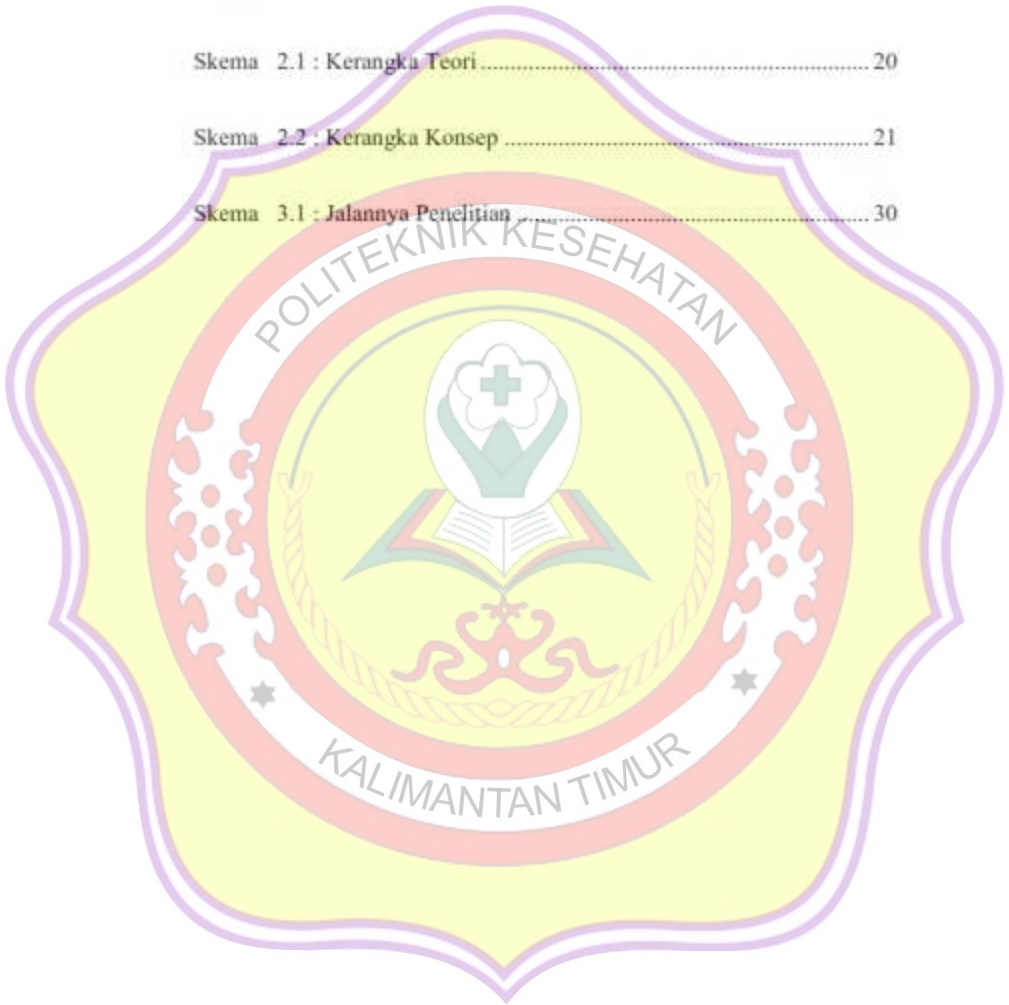 Skema 2.1 : Kerangka Teori ................................................................ 20
Skema 2.2 : Kerangka Konsep ............................................................ 21
Skema 3.1 : Jalannya Penelitian .......................................................... 30
POLITEKNIK KESEHATAN
KALIMANTAN TIMUR